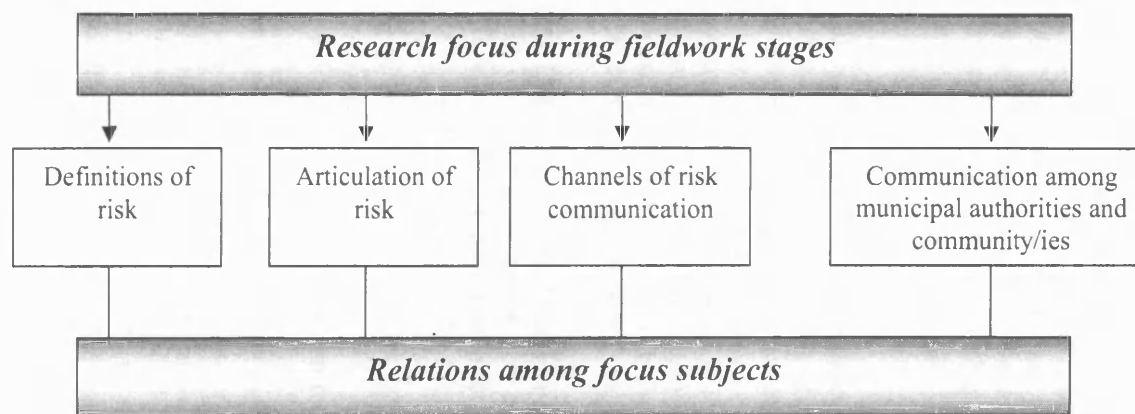 Research focus during fieldwork stages
Definitions of
risk
Articulation of
risk
Channels of risk
communication
Communication among
municipal authorities and
community/ies
Relations among focus subjects